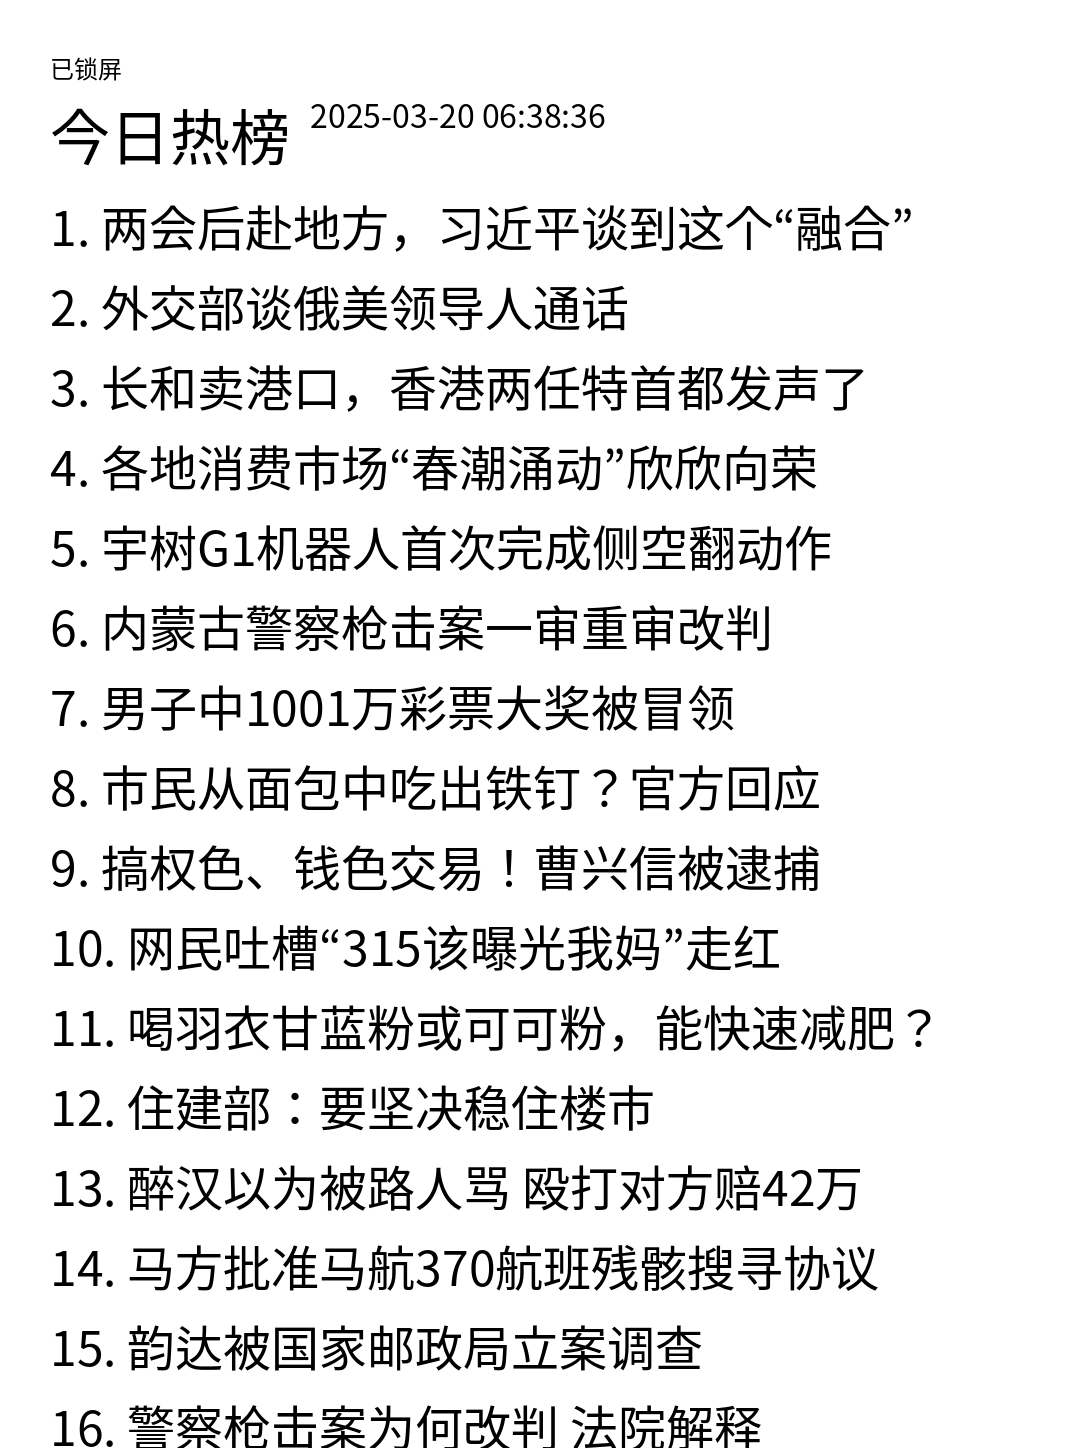 已锁屏
今日热榜 2025-03-20 06:38:36
1. 两会后赴地方，习近平谈到这个“融合”
2. 外交部谈俄美领导人通话
3. 长和卖港口，香港两任特首都发声了
4. 各地消费市场“春潮涌动”欣欣向荣
5. 宇树G1机器人首次完成侧空翻动作
6. 内蒙古警察枪击案一审重审改判
7. 男子中1001万彩票大奖被冒领
8. 市民从面包中吃出铁钉？官方回应
9. 搞权色、钱色交易！曹兴信被逮捕
10. 网民吐槽“315该曝光我妈”走红
11. 喝羽衣甘蓝粉或可可粉，能快速减肥？
12. 住建部：要坚决稳住楼市
13. 醉汉以为被路人骂 殴打对方赔42万
14. 马方批准马航370航班残骸搜寻协议
15. 韵达被国家邮政局立案调查
16. 警察枪击案为何改判 法院解释